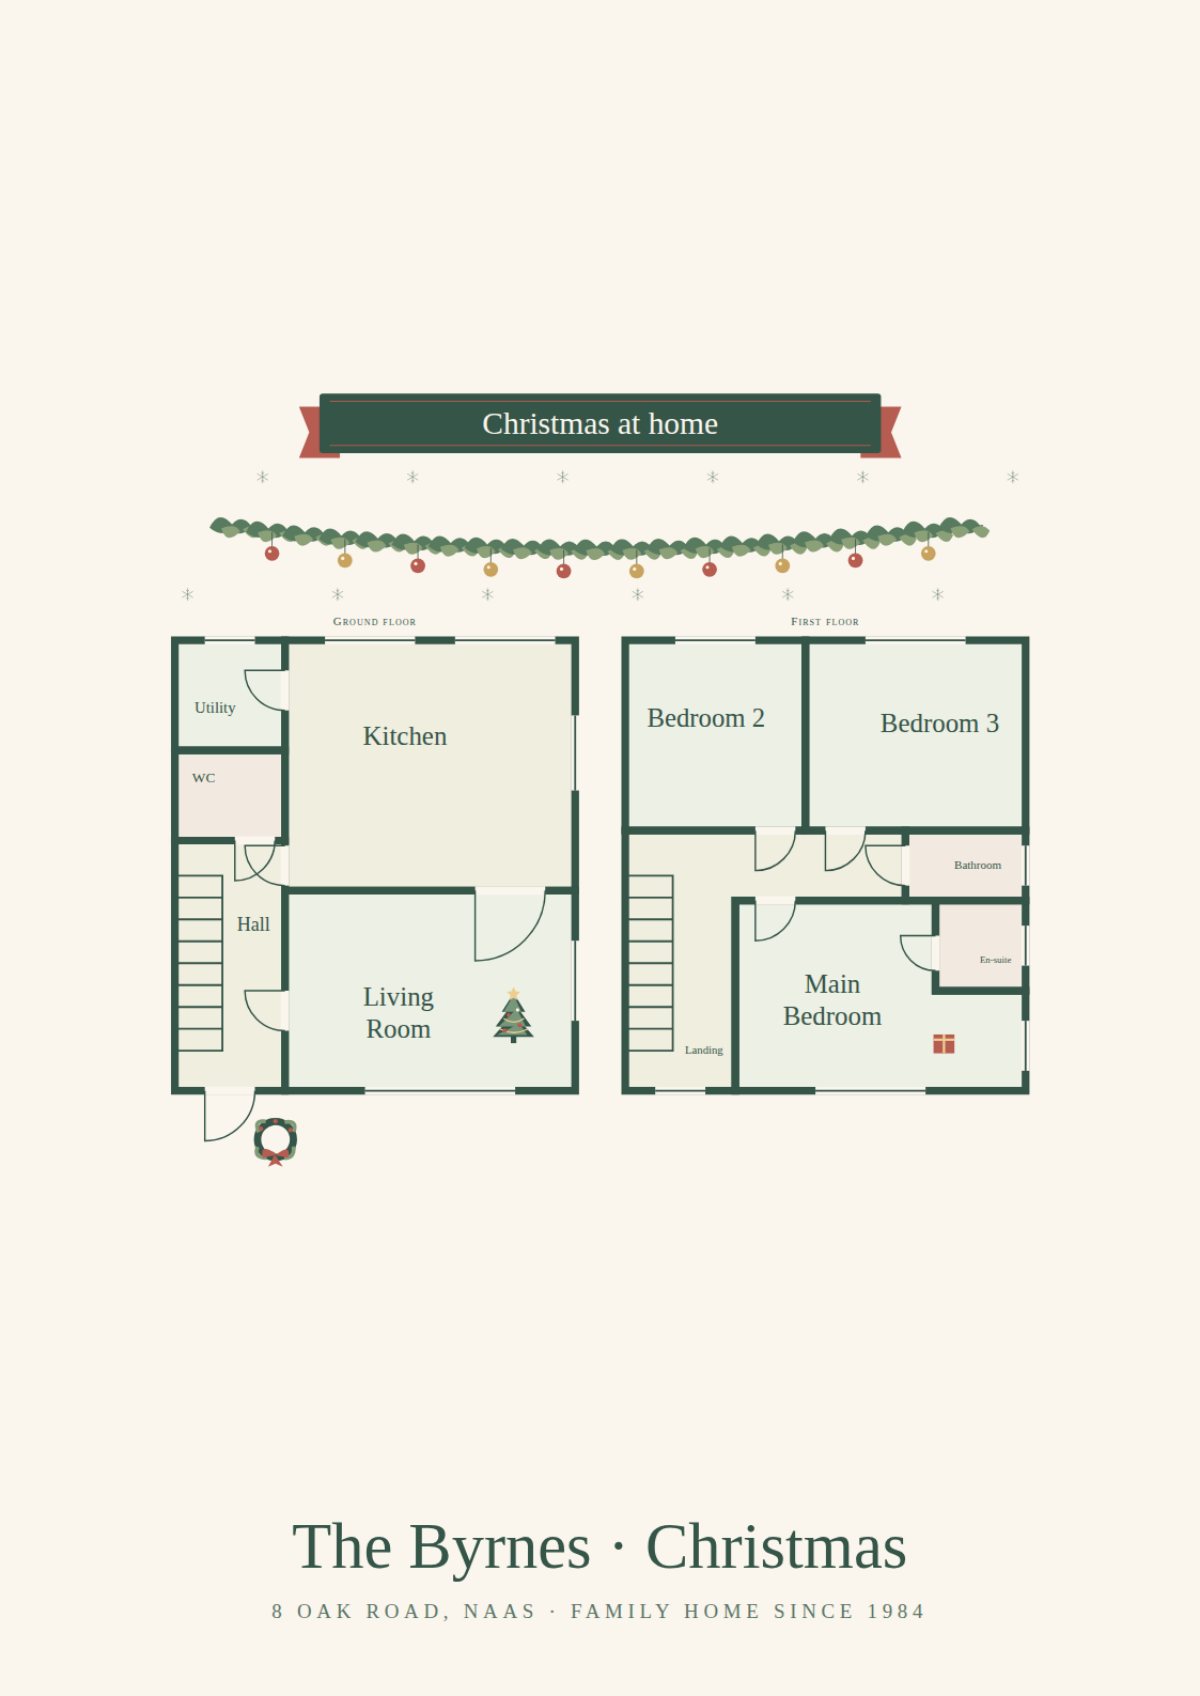 Christmas at home
Ground floor
First floor
Utility
WC
Kitchen
Hall
Living
Room
Bedroom 2
Bedroom 3
Bathroom
En-suite
Main
Bedroom
Landing
The Byrnes · Christmas
8 OAK ROAD, NAAS · FAMILY HOME SINCE 1984